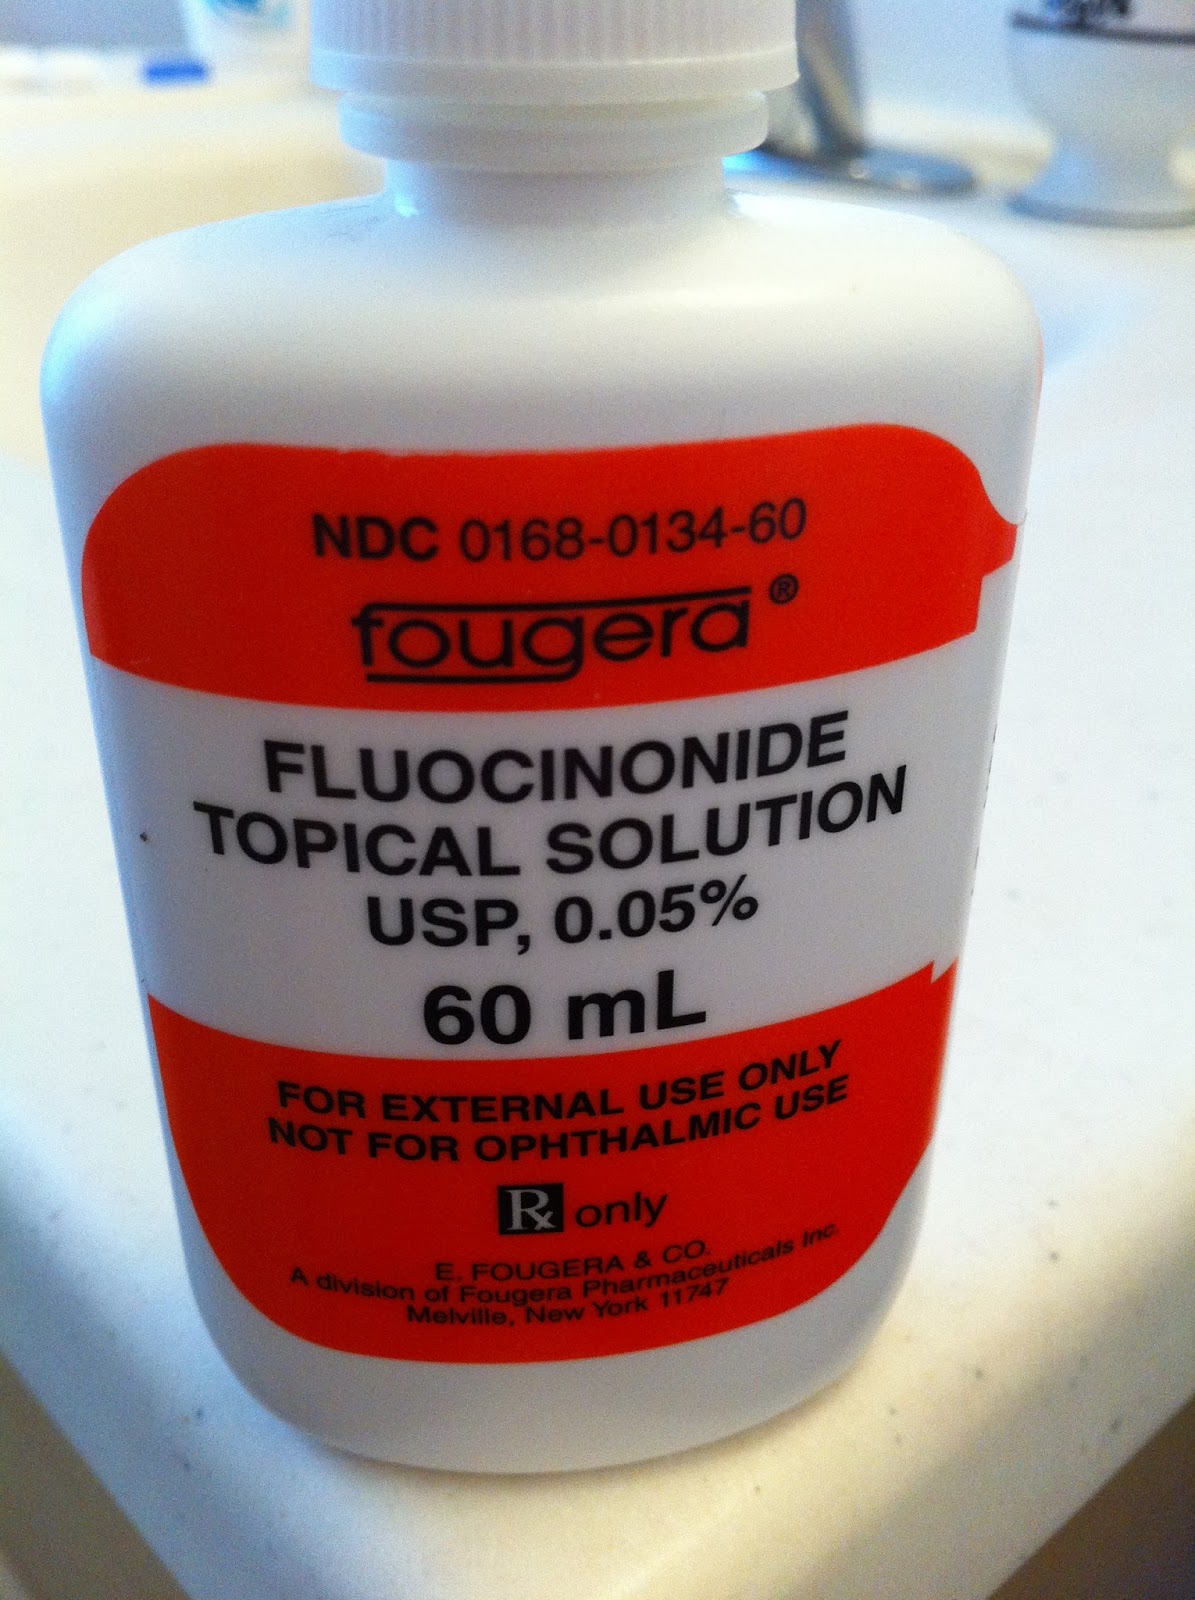 NDC 0168-0134-60
fougera®
FLUOCINONIDE
TOPICAL SOLUTION
USP, 0.05%
60 mL
FOR EXTERNAL USE ONLY
NOT FOR OPHTHALMIC USE
Rx only
E. FOUGERA & CO.
A division of Fougera Pharmaceuticals Inc.
Melville, New York 11747